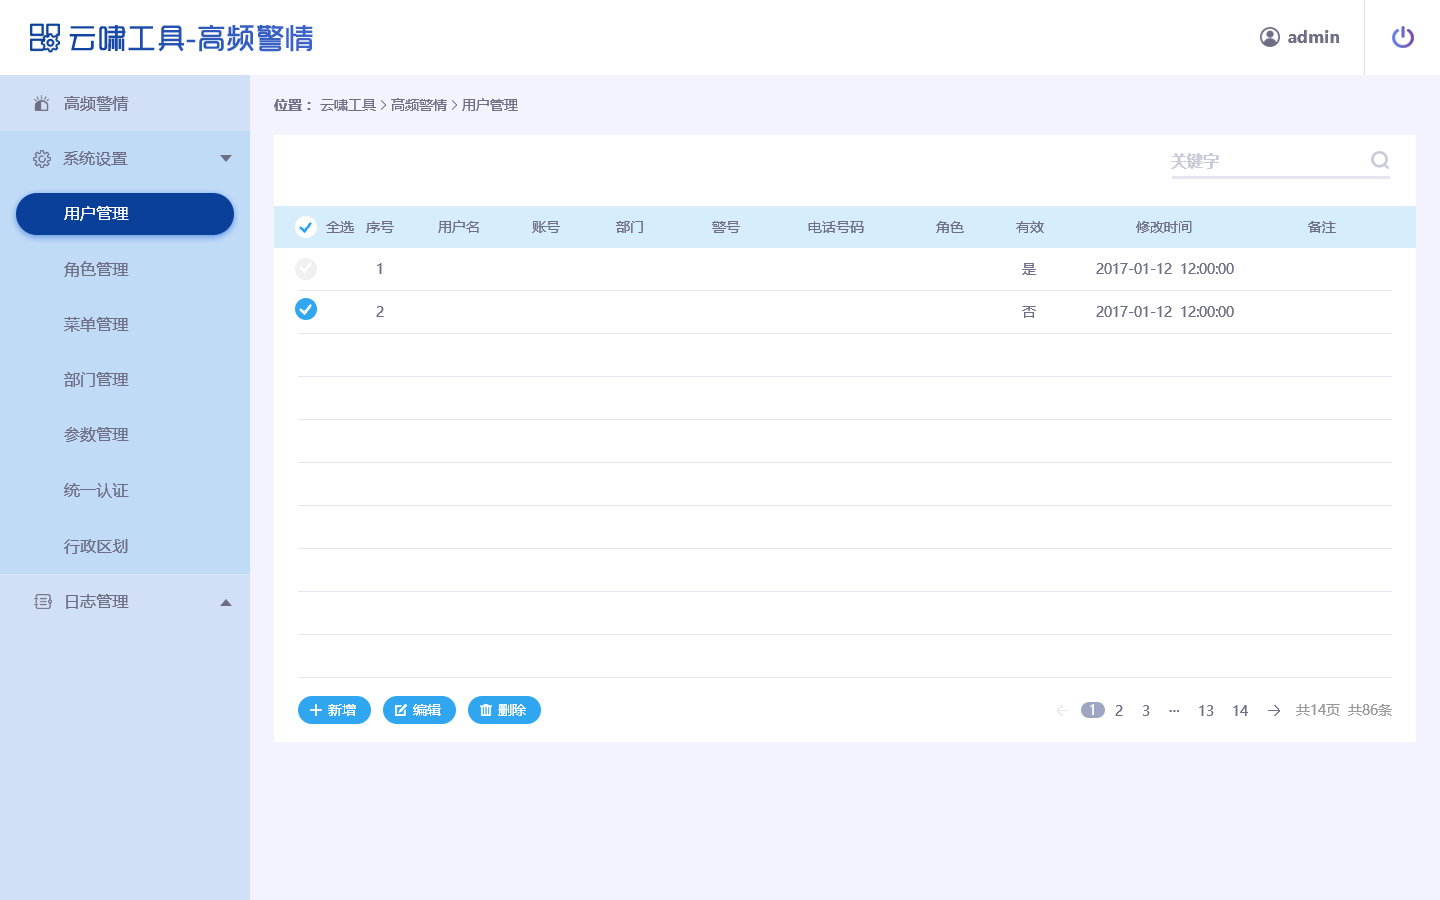 云啸工具-高频警情
admin
高频警情
系统设置
用户管理
角色管理
菜单管理
部门管理
参数管理
统一认证
行政区划
日志管理
位置： 云啸工具 > 高频警情 > 用户管理
关键字
全选 序号 用户名 账号 部门 警号 电话号码 角色 有效 修改时间 备注
1 是 2017-01-12 12:00:00
2 否 2017-01-12 12:00:00
新增 编辑 删除
1 2 3 ··· 13 14 共14页 共86条